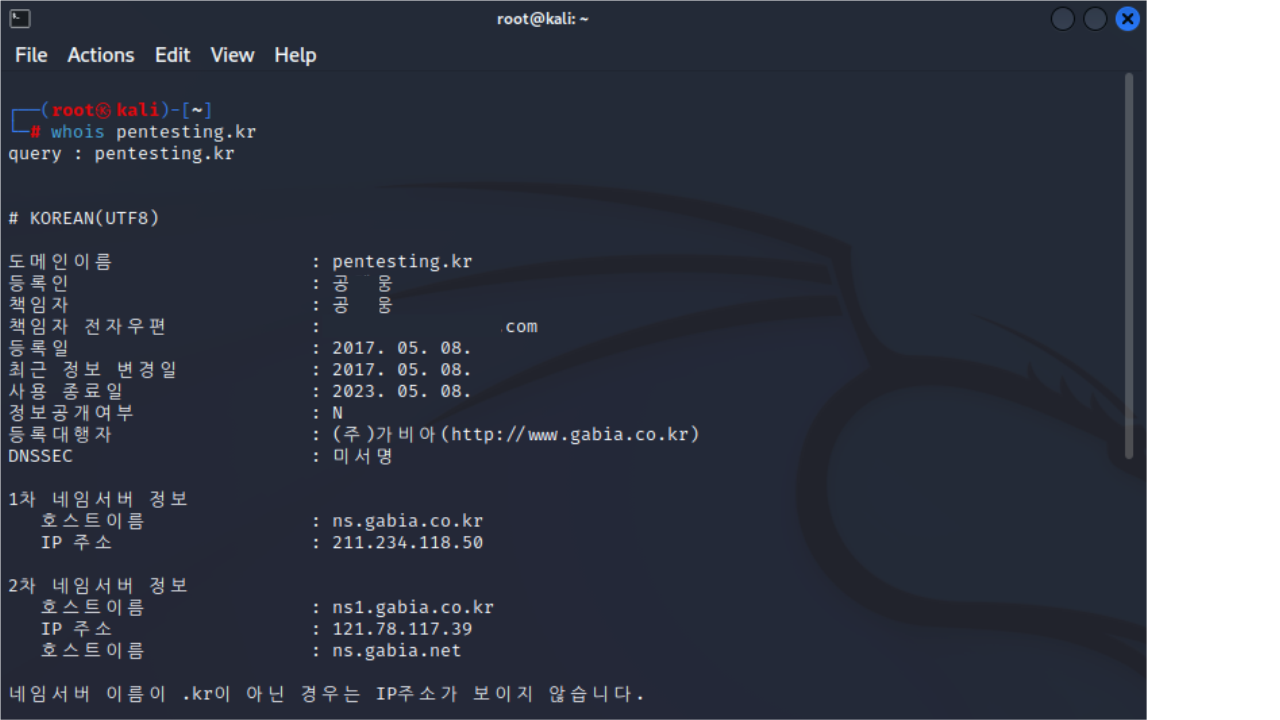 root@kali: ~
File Actions Edit View Help
┌──(root㉿kali)-[~]
└─# whois pentesting.kr
query : pentesting.kr
# KOREAN(UTF8)
도메인이름 : pentesting.kr
등록인 : 공 웅
책임자 : 공 웅
책임자 전자우편 : .com
등록일 : 2017. 05. 08.
최근 정보 변경일 : 2017. 05. 08.
사용 종료일 : 2023. 05. 08.
정보공개여부 : N
등록대행자 : (주)가비아(http://www.gabia.co.kr)
DNSSEC : 미서명
1차 네임서버 정보
호스트이름 : ns.gabia.co.kr
IP 주소 : 211.234.118.50
2차 네임서버 정보
호스트이름 : ns1.gabia.co.kr
IP 주소 : 121.78.117.39
호스트이름 : ns.gabia.net
네임서버 이름이 .kr이 아닌 경우는 IP주소가 보이지 않습니다.